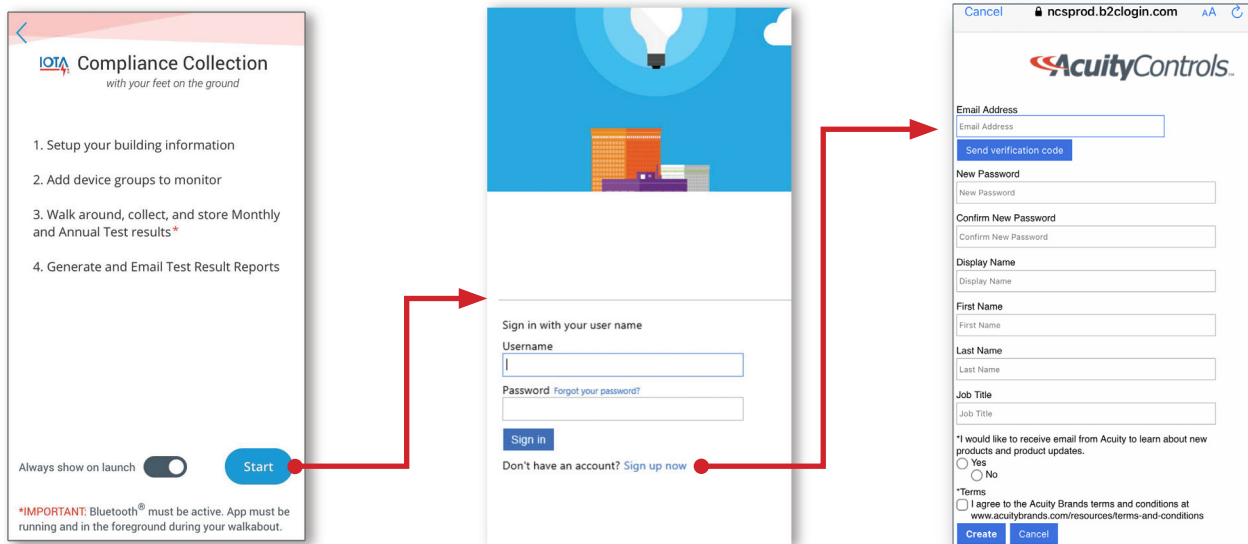 IOTA Compliance Collection
with your feet on the ground
1. Setup your building information
2. Add device groups to monitor
3. Walk around, collect, and store Monthly
and Annual Test results*
4. Generate and Email Test Result Reports
Always show on launch
Start
*IMPORTANT: Bluetooth® must be active. App must be
running and in the foreground during your walkabout.
Sign in with your user name
Username
Password Forgot your password?
Sign in
Don't have an account? Sign up now
Cancel ncsprod.b2clogin.com AA
AcuityControls™
Email Address
Email Address
Send verification code
New Password
New Password
Confirm New Password
Confirm New Password
Display Name
Display Name
First Name
First Name
Last Name
Last Name
Job Title
Job Title
*I would like to receive email from Acuity to learn about new
products and product updates.
Yes
No
*Terms
I agree to the Acuity Brands terms and conditions at
www.acuitybrands.com/resources/terms-and-conditions
Create Cancel